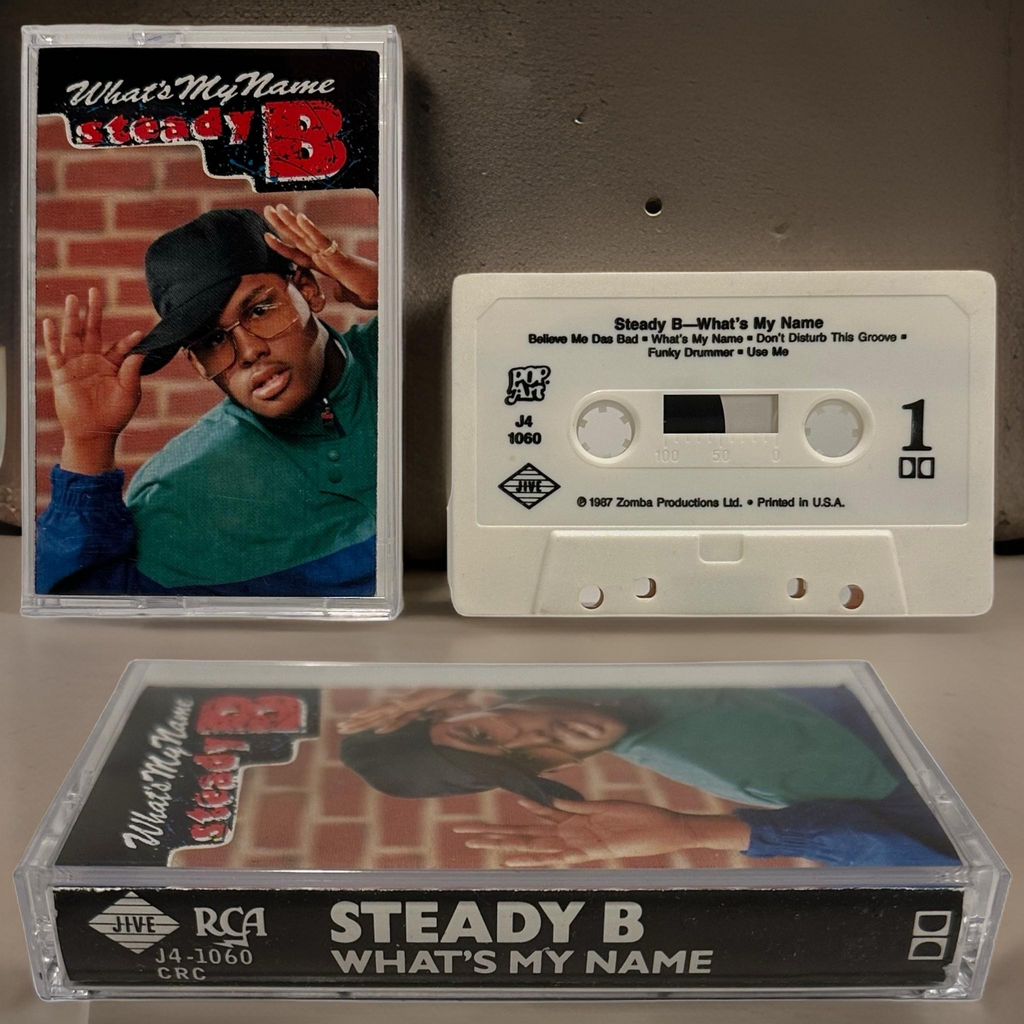 What's My Name
steady B
Steady B—What's My Name
Believe Me Das Bad ▪ What's My Name ▪ Don't Disturb This Groove ▪
Funky Drummer ▪ Use Me
POP
Art
J4
1060
JIVE
1
100 50 0
℗ 1987 Zomba Productions Ltd. • Printed in U.S.A.
What's My Name
steady B
JIVE RCA
J4-1060
CRC
STEADY B
WHAT'S MY NAME